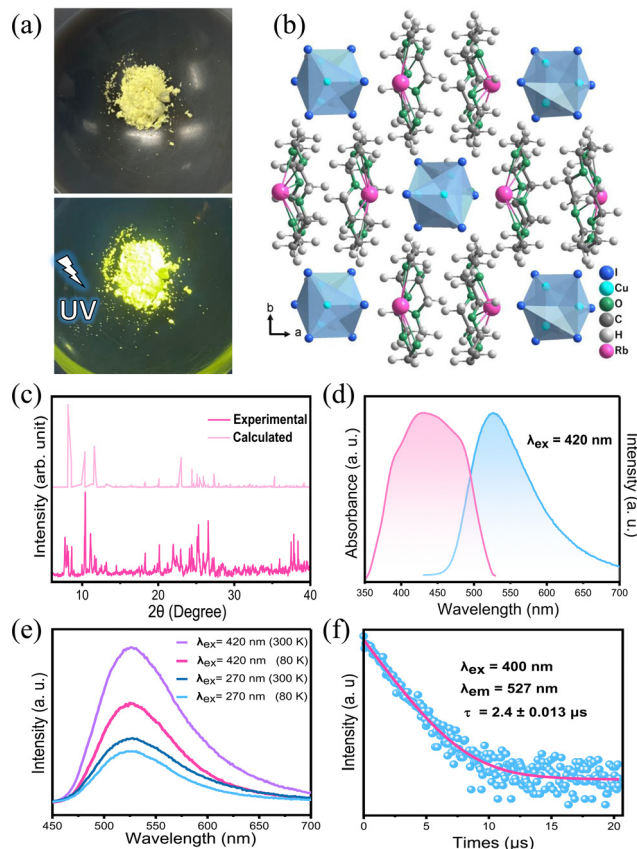 (a)
UV
(b)
b
a
I
Cu
O
C
H
Rb
(c)
Experimental
Calculated
Intensity (arb. unit)
10 20 30 40
2θ (Degree)
(d)
λex = 420 nm
Absorbance (a. u.)
Intensity (a. u.)
350 400 450 500 550 600 700
Wavelength (nm)
(e)
λex= 420 nm (300 K)
λex= 420 nm (80 K)
λex= 270 nm (300 K)
λex= 270 nm (80 K)
Intensity (a. u.)
450 500 550 600 650 700
Wavelength (nm)
(f)
λex = 400 nm
λem = 527 nm
τ = 2.4 ± 0.013 μs
Intensity (a. u)
0 5 10 15 20
Times (μs)